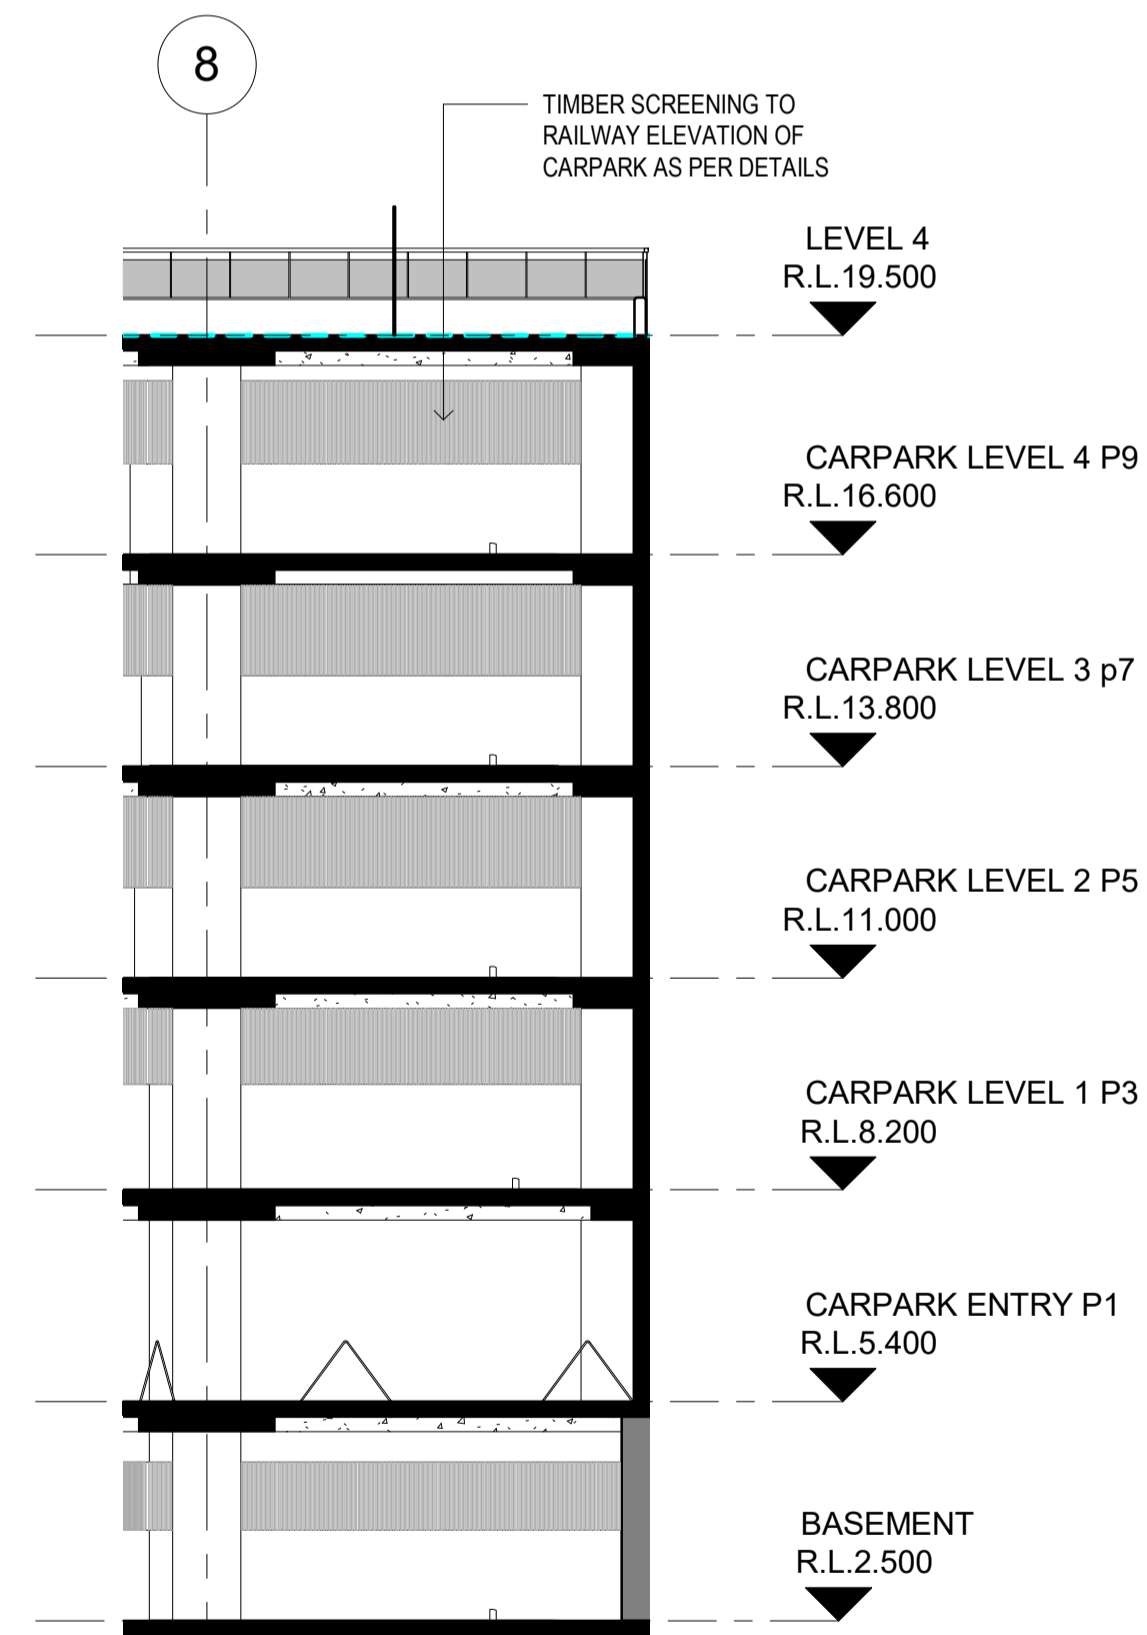 8
TIMBER SCREENING TO
RAILWAY ELEVATION OF
CARPARK AS PER DETAILS
LEVEL 4
R.L.19.500
CARPARK LEVEL 4 P9
R.L.16.600
CARPARK LEVEL 3 p7
R.L.13.800
CARPARK LEVEL 2 P5
R.L.11.000
CARPARK LEVEL 1 P3
R.L.8.200
CARPARK ENTRY P1
R.L.5.400
BASEMENT
R.L.2.500